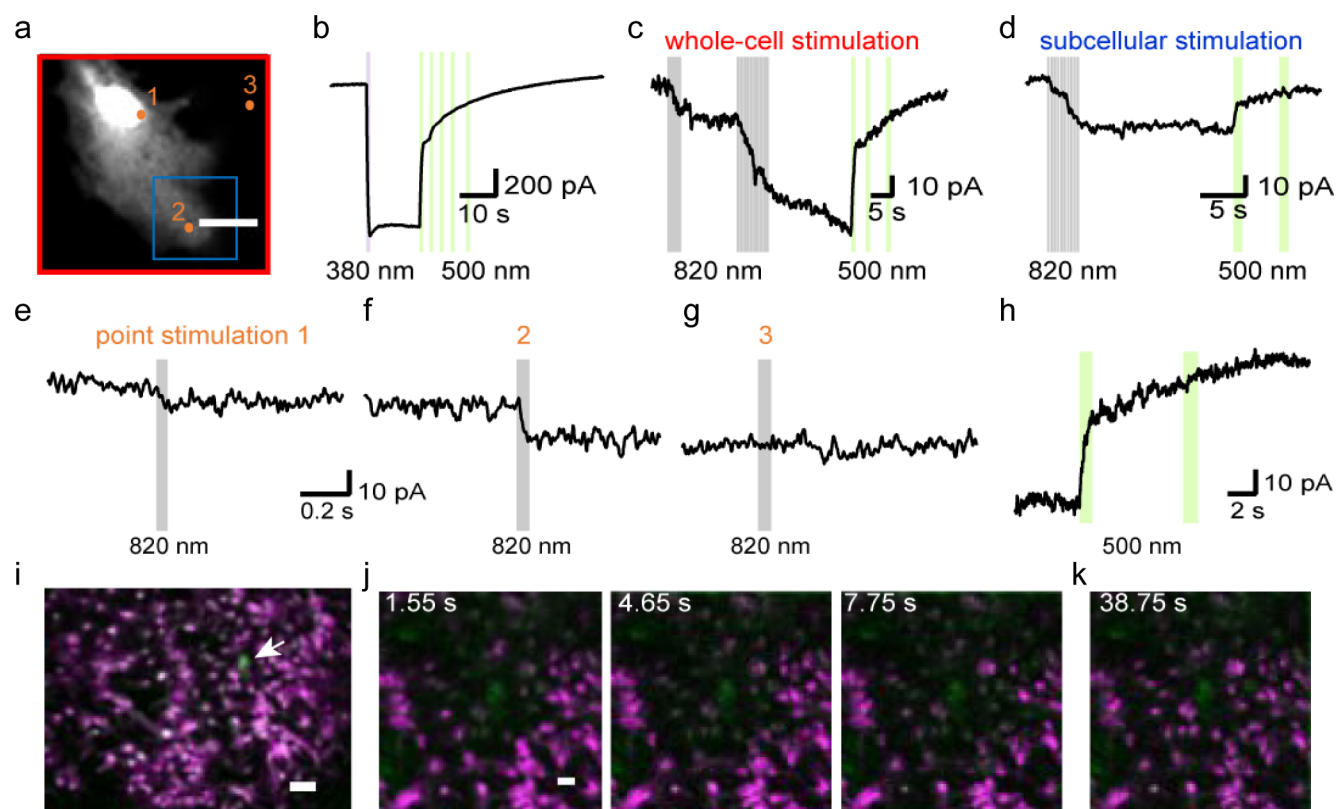 a
1
2
3
b
200 pA
10 s
380 nm
500 nm
c
whole-cell stimulation
10 pA
5 s
820 nm
500 nm
d
subcellular stimulation
10 pA
5 s
820 nm
500 nm
e
point stimulation 1
10 pA
0.2 s
820 nm
f
2
820 nm
g
3
820 nm
h
10 pA
2 s
500 nm
i
j
1.55 s
4.65 s
7.75 s
k
38.75 s